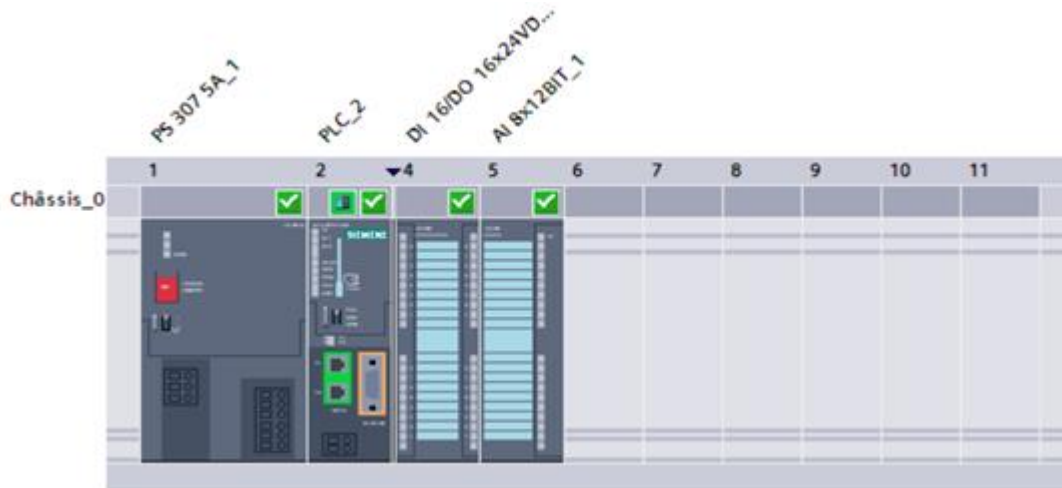 PS 307 5A_1
PLC_2
DI 16/DO 16x24VD...
AI 8x12BIT_1
1 2 4 5 6 7 8 9 10 11
Châssis_0
SIEMENS